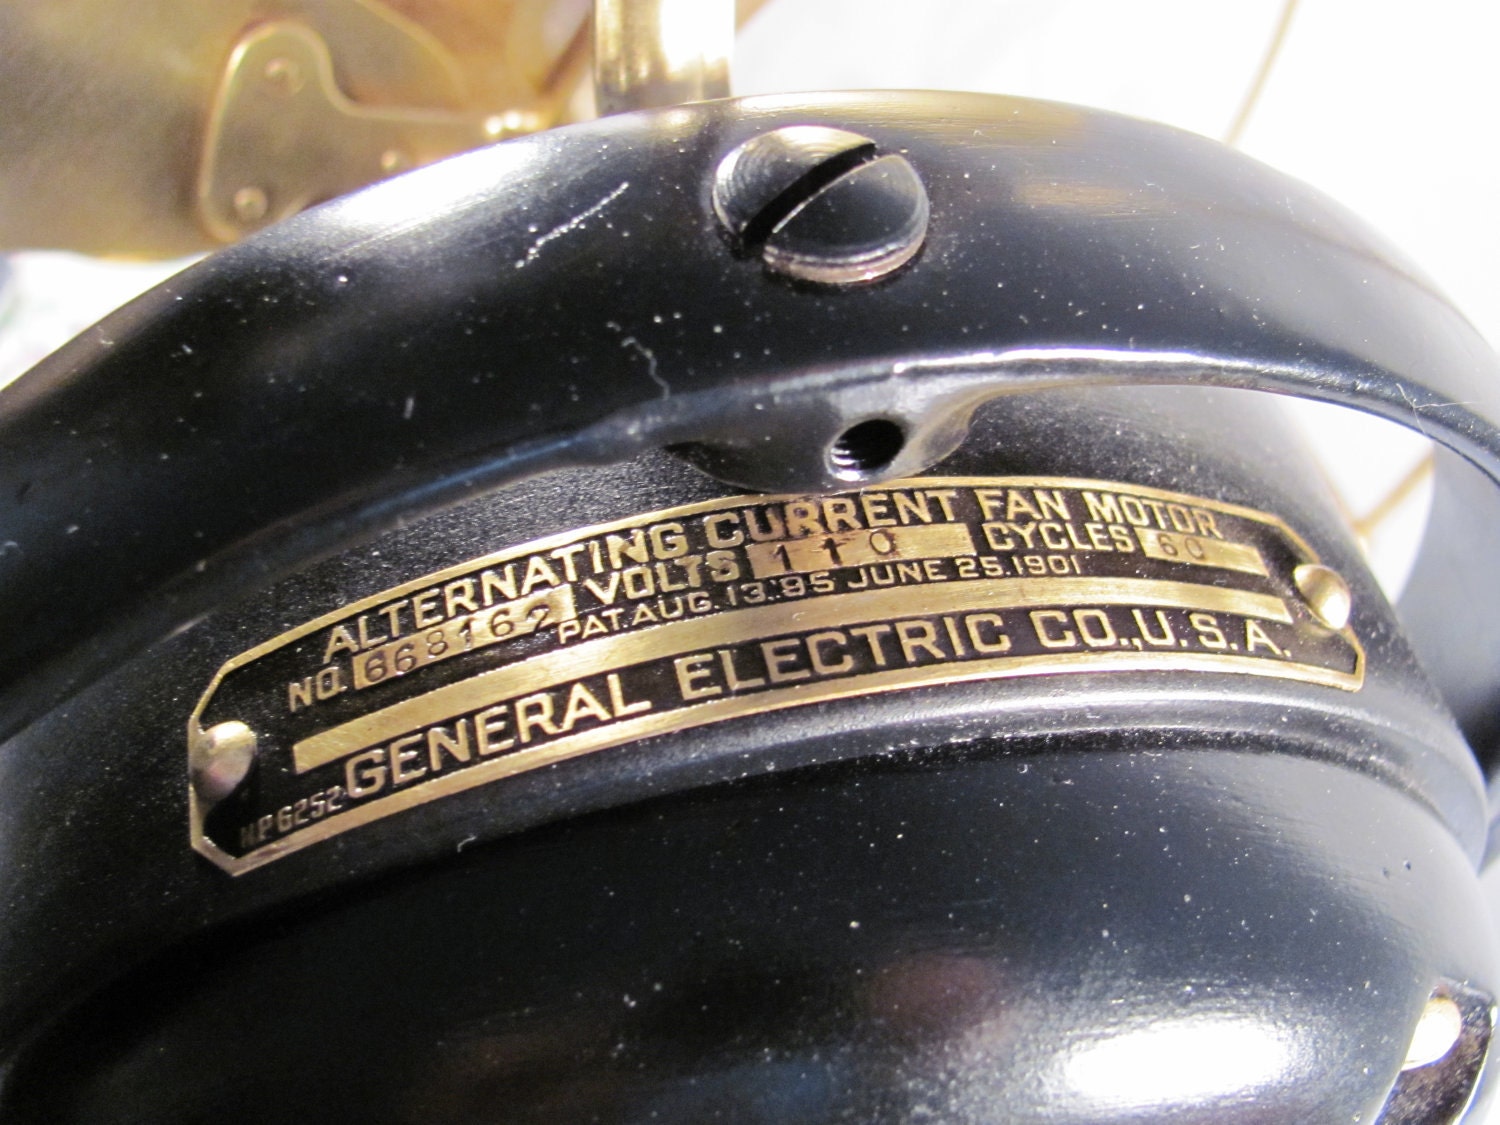 ALTERNATING CURRENT FAN MOTOR
NO. 668162 VOLTS 110 CYCLES 60
PAT. AUG. 13.'95 JUNE 25.1901
GENERAL ELECTRIC CO., U.S.A.
N.P. 6252